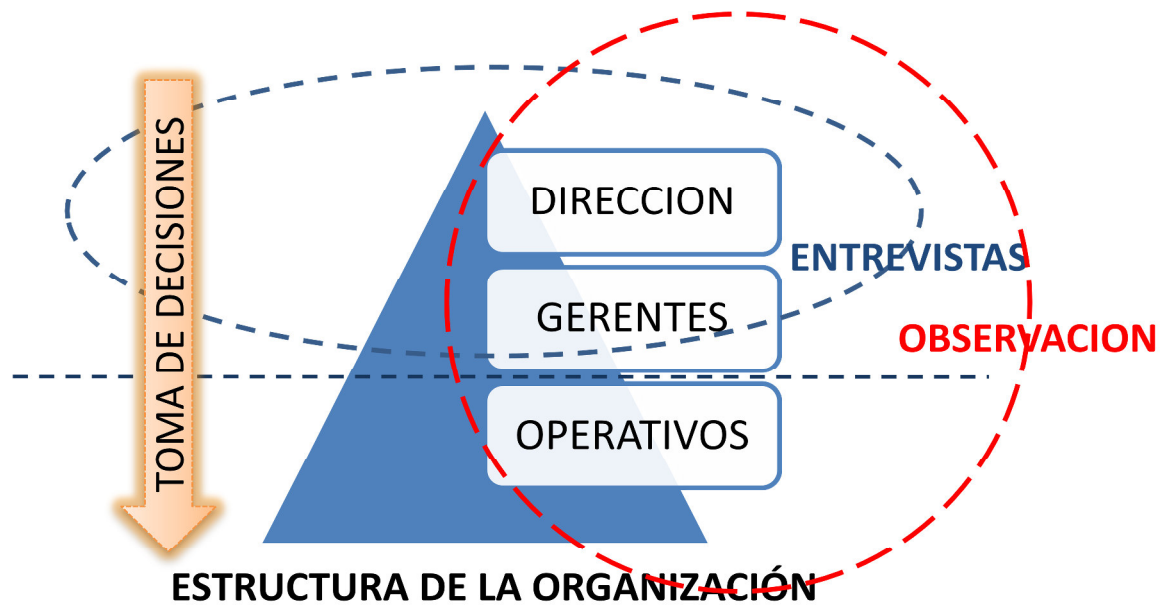 TOMA DE DECISIONES
DIRECCION
ENTREVISTAS
GERENTES
OBSERVACION
OPERATIVOS
ESTRUCTURA DE LA ORGANIZACIÓN